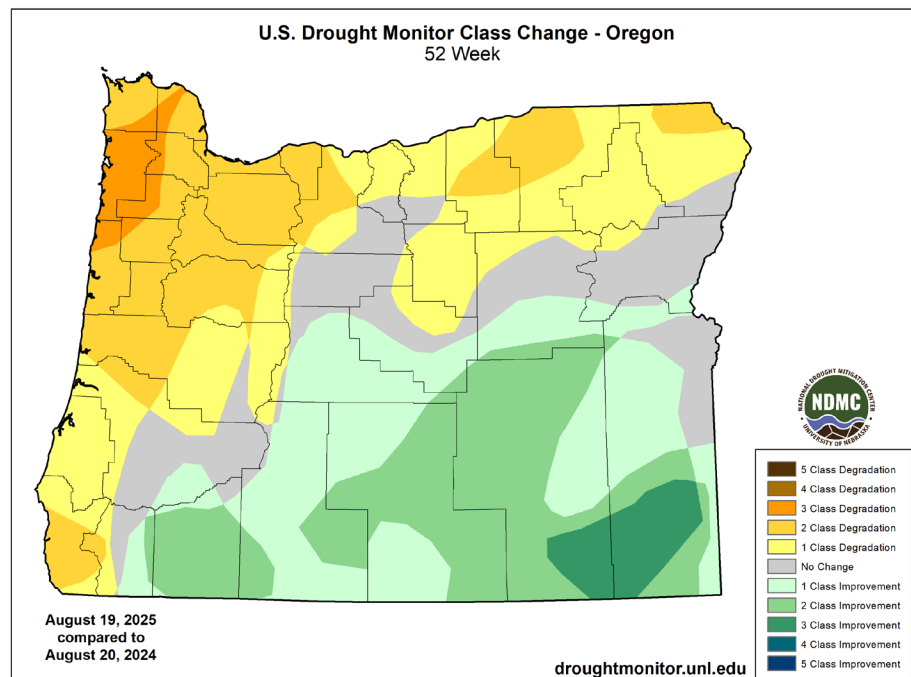 U.S. Drought Monitor Class Change - Oregon
52 Week
NATIONAL DROUGHT MITIGATION CENTER
NDMC
UNIVERSITY OF NEBRASKA
5 Class Degradation
4 Class Degradation
3 Class Degradation
2 Class Degradation
1 Class Degradation
No Change
1 Class Improvement
2 Class Improvement
3 Class Improvement
4 Class Improvement
5 Class Improvement
August 19, 2025
compared to
August 20, 2024
droughtmonitor.unl.edu